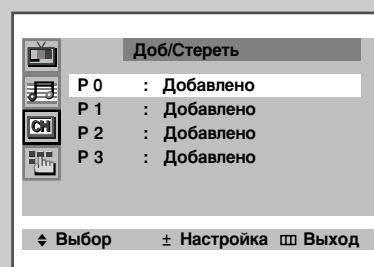 Доб/Стереть
P 0 : Добавлено
P 1 : Добавлено
CH P 2 : Добавлено
P 3 : Добавлено
Выбор ± Настройка Выход